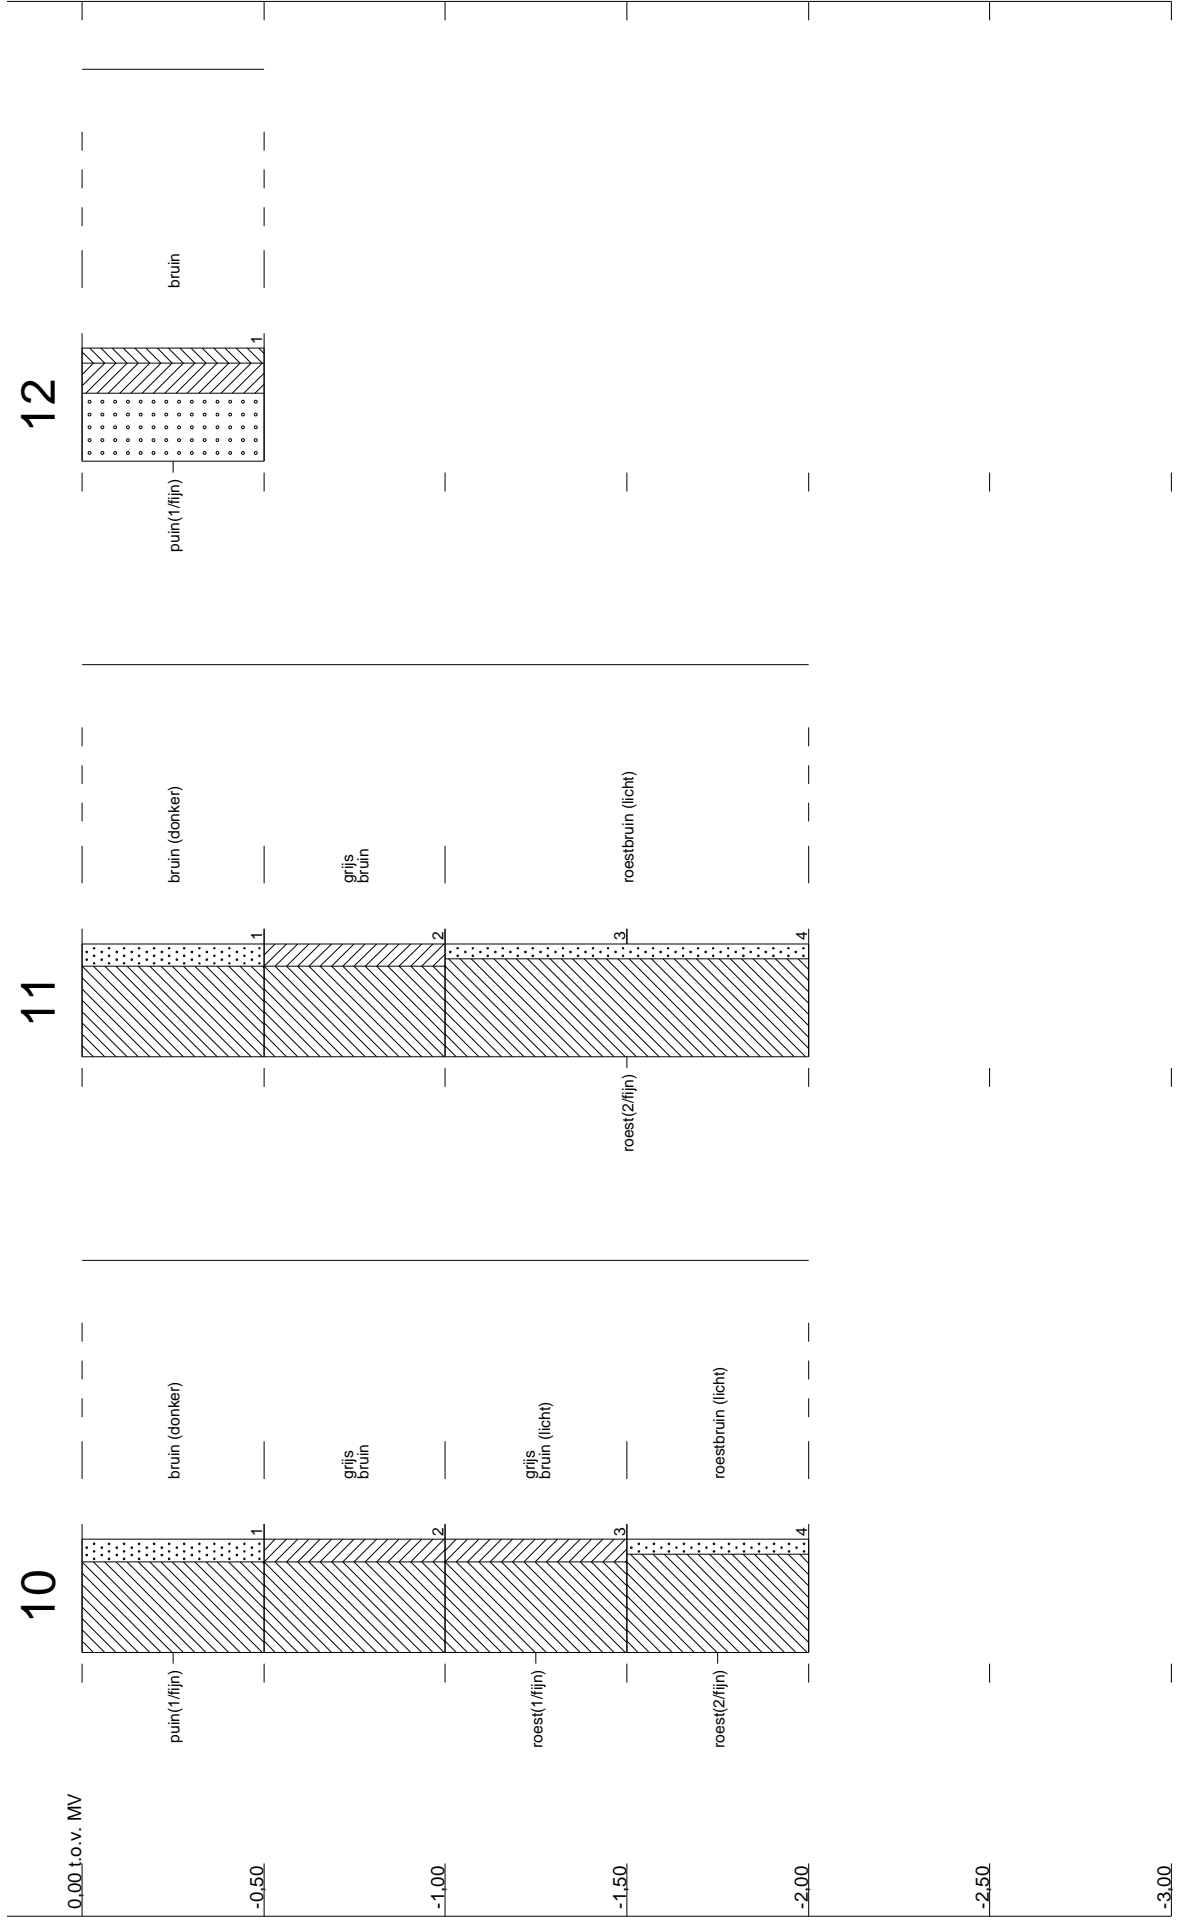 10
11
12
0,00 t.o.v. MV
-0,50
-1,00
-1,50
-2,00
-2,50
-3,00
puin(1/fijn)
1
bruin (donker)
2
grijs
bruin
roest(1/fijn)
3
grijs
bruin (licht)
roest(2/fijn)
4
roestbruin (licht)
1
bruin (donker)
2
grijs
bruin
roest(2/fijn)
3
roestbruin (licht)
4
puin(1/fijn)
1
bruin